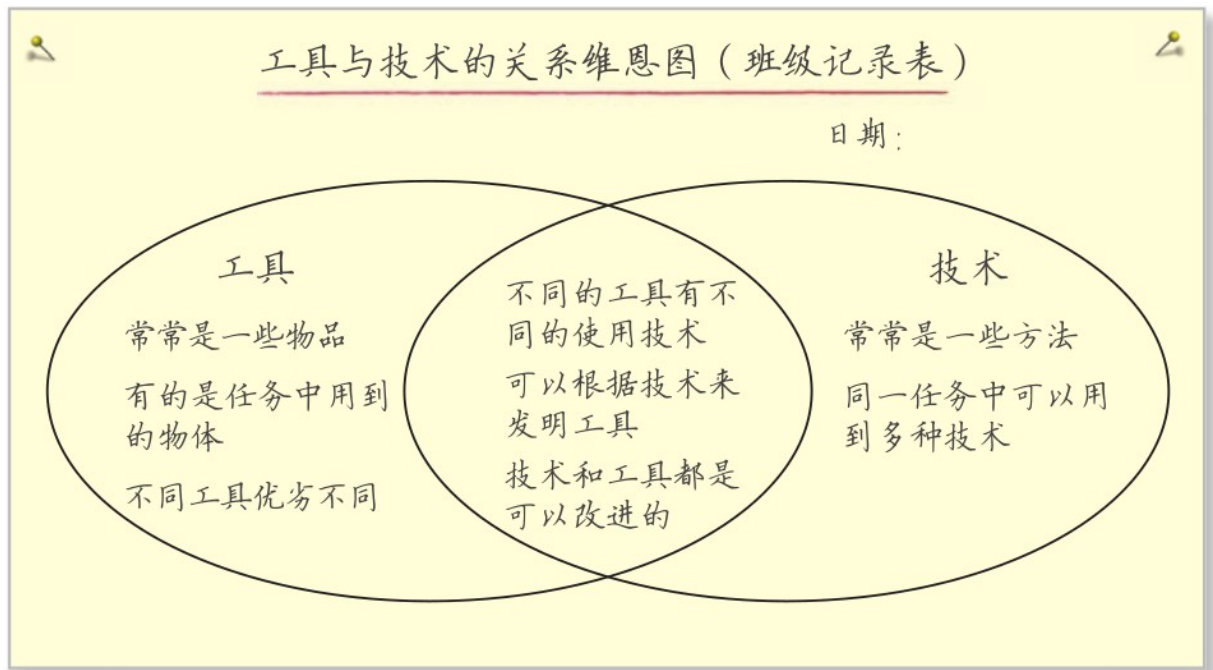 工具与技术的关系维恩图（班级记录表）
日期：
工具
常常是一些物品
有的是任务中用到
的物体
不同工具优劣不同
不同的工具有不
同的使用技术
可以根据技术来
发明工具
技术和工具都是
可以改进的
技术
常常是一些方法
同一任务中可以用
到多种技术